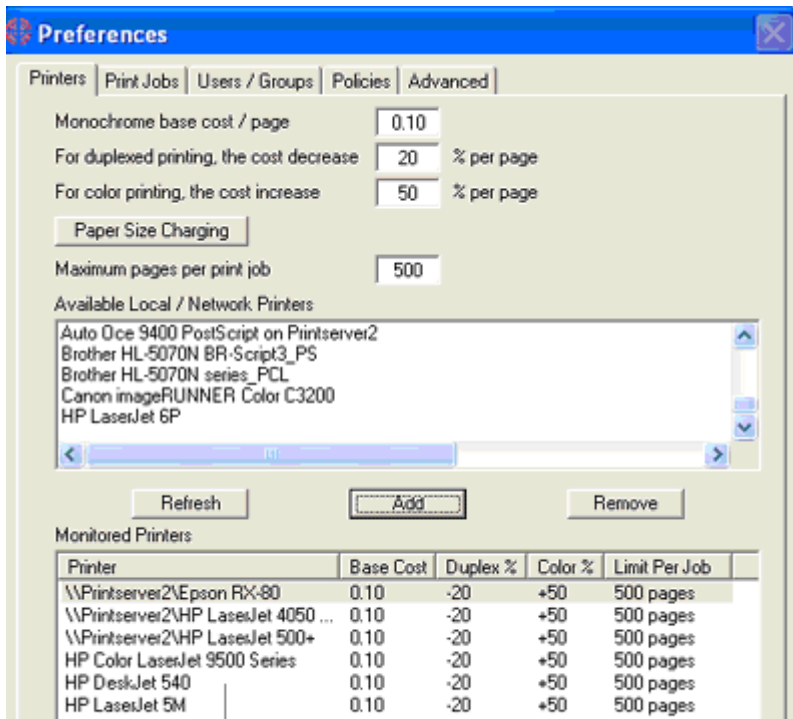 Preferences
Printers Print Jobs Users / Groups Policies Advanced
Monochrome base cost / page 0.10
For duplexed printing, the cost decrease 20 % per page
For color printing, the cost increase 50 % per page
Paper Size Charging
Maximum pages per print job 500
Available Local / Network Printers
Auto Oce 9400 PostScript on Printserver2
Brother HL-5070N BR-Script3_PS
Brother HL-5070N series_PCL
Canon imageRUNNER Color C3200
HP LaserJet 6P
Refresh Add Remove
Monitored Printers
Printer Base Cost Duplex % Color % Limit Per Job
\\Printserver2\Epson RX-80 0.10 -20 +50 500 pages
\\Printserver2\HP LaserJet 4050 ... 0.10 -20 +50 500 pages
\\Printserver2\HP LaserJet 500+ 0.10 -20 +50 500 pages
HP Color LaserJet 9500 Series 0.10 -20 +50 500 pages
HP DeskJet 540 0.10 -20 +50 500 pages
HP LaserJet 5M 0.10 -20 +50 500 pages